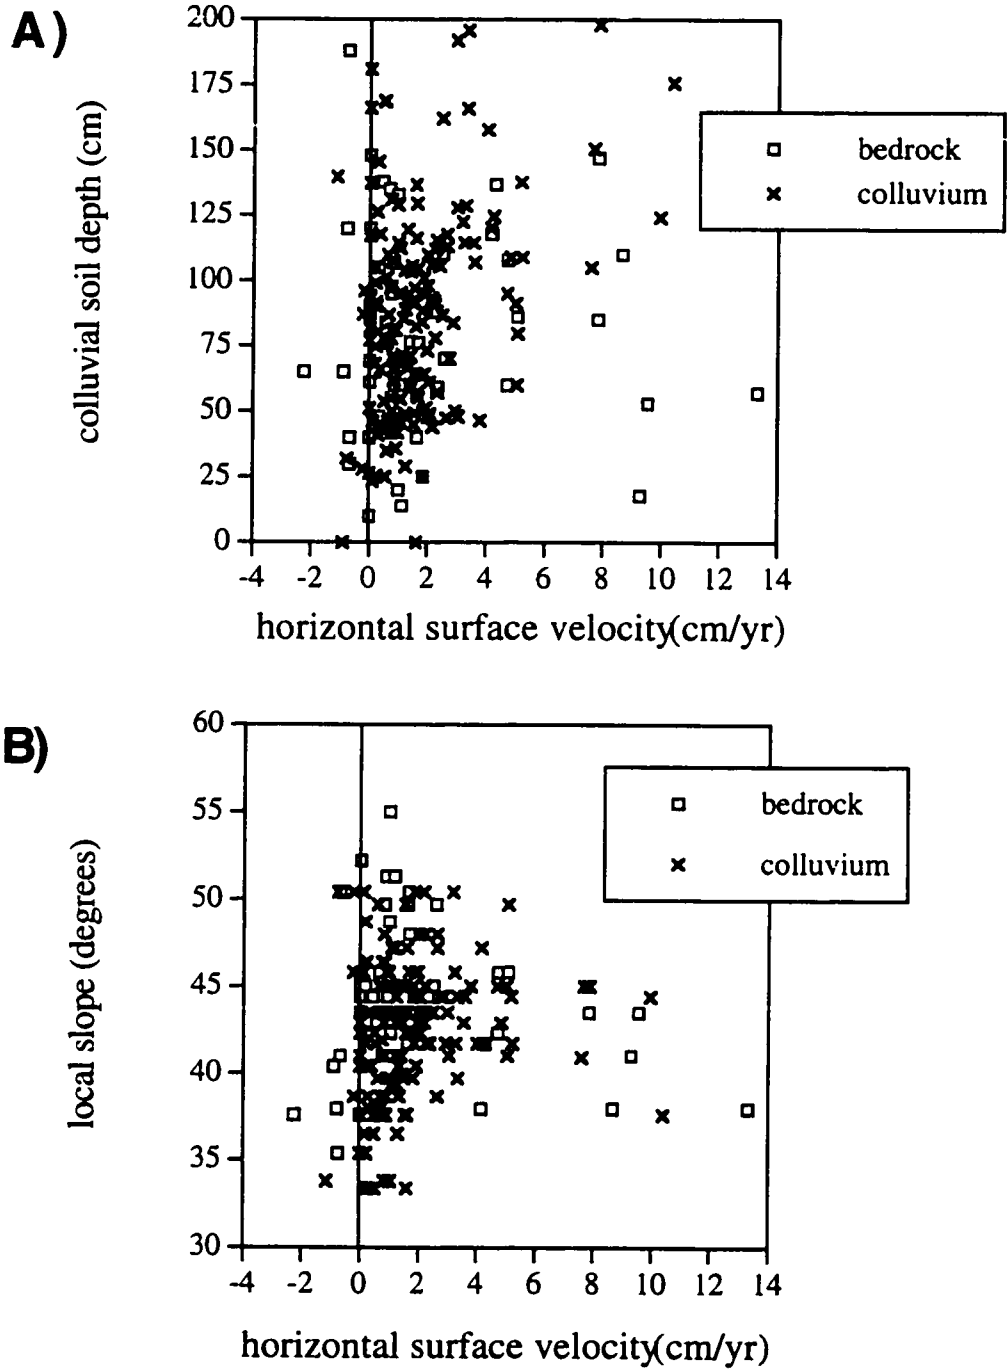 A)
200
175
150
125
100
75
50
25
0
colluvial soil depth (cm)
bedrock
colluvium
-4 -2 0 2 4 6 8 10 12 14
horizontal surface velocity(cm/yr)
B)
60
55
50
45
40
35
30
local slope (degrees)
bedrock
colluvium
-4 -2 0 2 4 6 8 10 12 14
horizontal surface velocity(cm/yr)